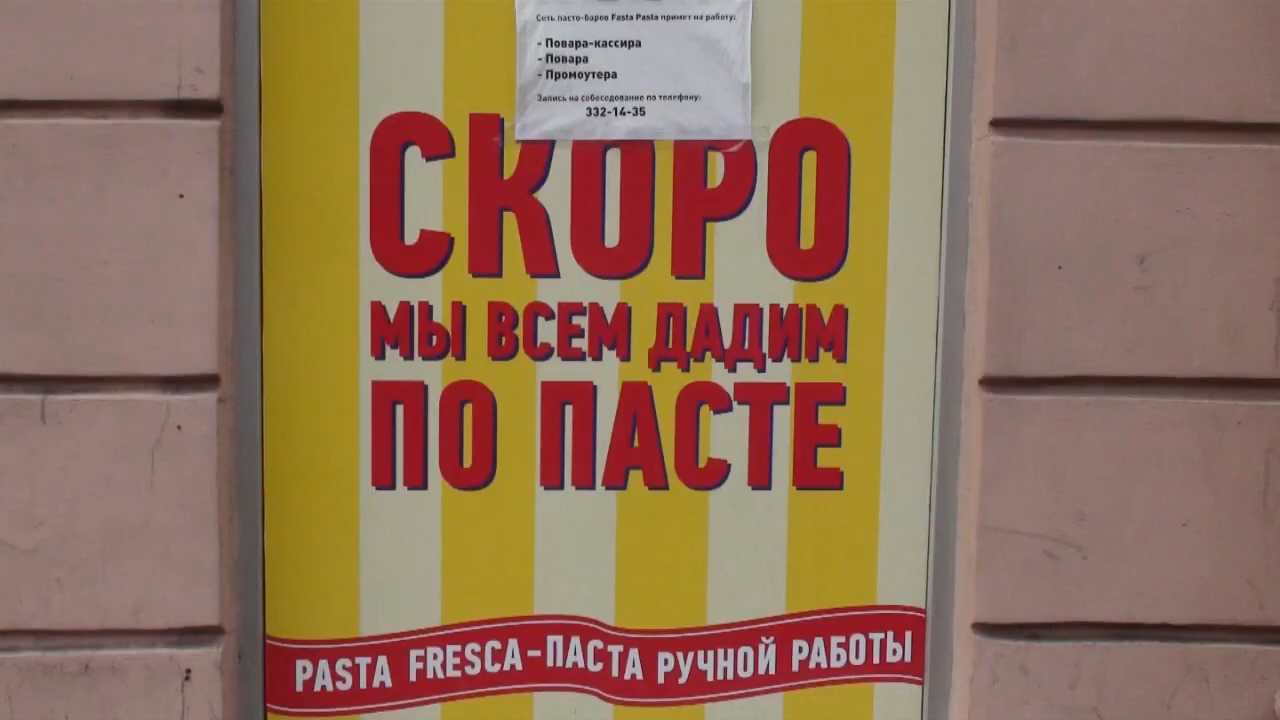 Сеть пасто-баров Fasta Pasta примет на работу:
- Повара-кассира
- Повара
- Промоутера
Запись на собеседование по телефону:
332-14-35
СКОРО
МЫ ВСЕМ ДАДИМ
ПО ПАСТЕ
PASTA FRESCA-ПАСТА РУЧНОЙ РАБОТЫ